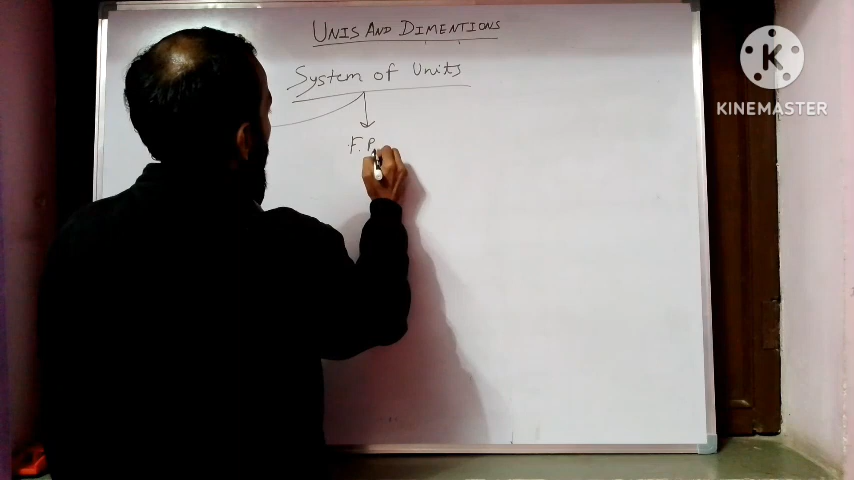 UNIS AND DIMENTIONS
System of Units
F.P
K
KINEMASTER